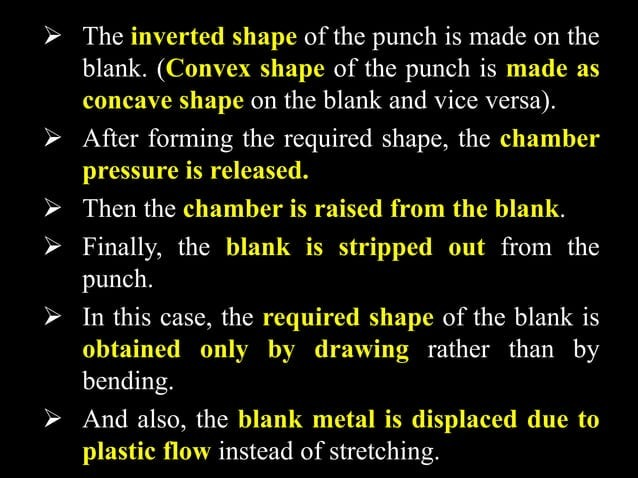 ➢ The inverted shape of the punch is made on the
blank. (Convex shape of the punch is made as
concave shape on the blank and vice versa).
➢ After forming the required shape, the chamber
pressure is released.
➢ Then the chamber is raised from the blank.
➢ Finally, the blank is stripped out from the
punch.
➢ In this case, the required shape of the blank is
obtained only by drawing rather than by
bending.
➢ And also, the blank metal is displaced due to
plastic flow instead of stretching.